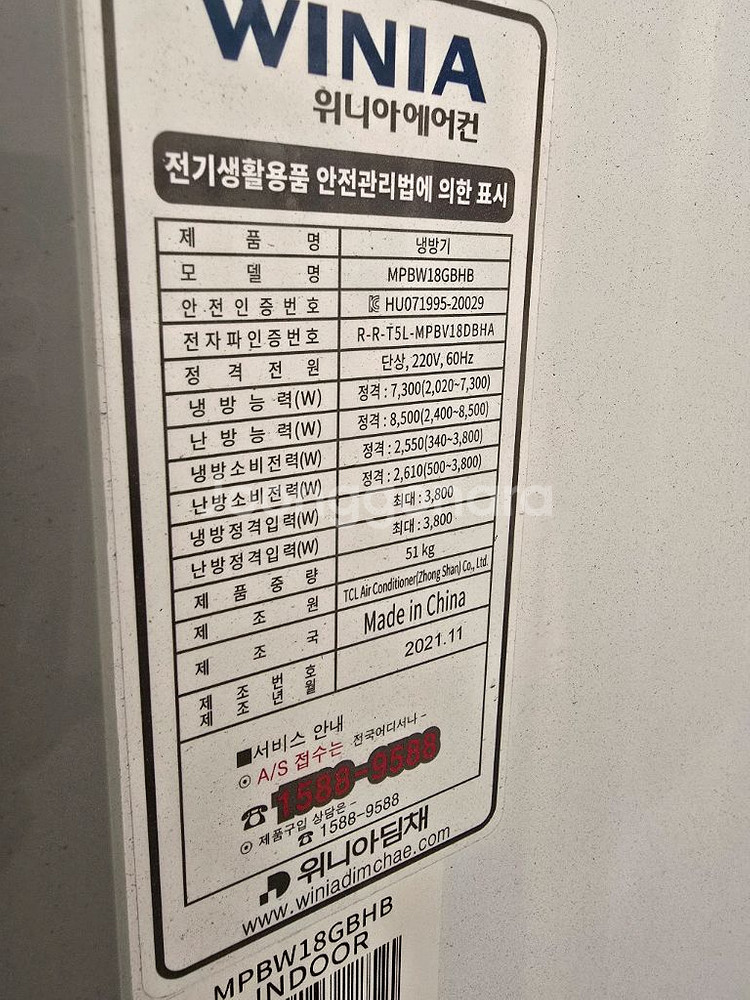 WINIA
위니아에어컨
전기생활용품 안전관리법에 의한 표시
제 품 명 냉방기
모 델 명 MPBW18GBHB
안전인증번호 HU071995-20029
전자파인증번호 R-R-T5L-MPBV18DBHA
정 격 전 원 단상, 220V, 60Hz
냉 방 능 력(W) 정격 : 7,300(2,020~7,300)
난 방 능 력(W) 정격 : 8,500(2,400~8,500)
냉방소비전력(W) 정격 : 2,550(340~3,800)
난방소비전력(W) 정격 : 2,610(500~3,800)
냉방정격입력(W) 최대 : 3,800
난방정격입력(W) 최대 : 3,800
제 품 중 량 51 kg
제 조 원 TCL Air Conditioner(Zhong Shan) Co., Ltd.
제 조 국 Made in China
제 조 번 호
제 조 년 월 2021.11
■서비스 안내
⊙ A/S 접수는 전국어디서나 –
☎ 1588-9588
⊙ 제품구입 상담은 –
☎ 1588-9588
위니아딤채
www.winiadimchae.com
MPBW18GBHB
INDOOR